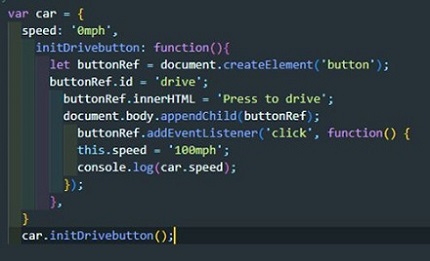 var car = {
speed: '0mph',
initDrivebutton: function(){
let buttonRef = document.createElement('button');
buttonRef.id = 'drive';
buttonRef.innerHTML = 'Press to drive';
document.body.appendChild(buttonRef);
buttonRef.addEventListener('click', function() {
this.speed = '100mph';
console.log(car.speed);
});
},
}
car.initDrivebutton();